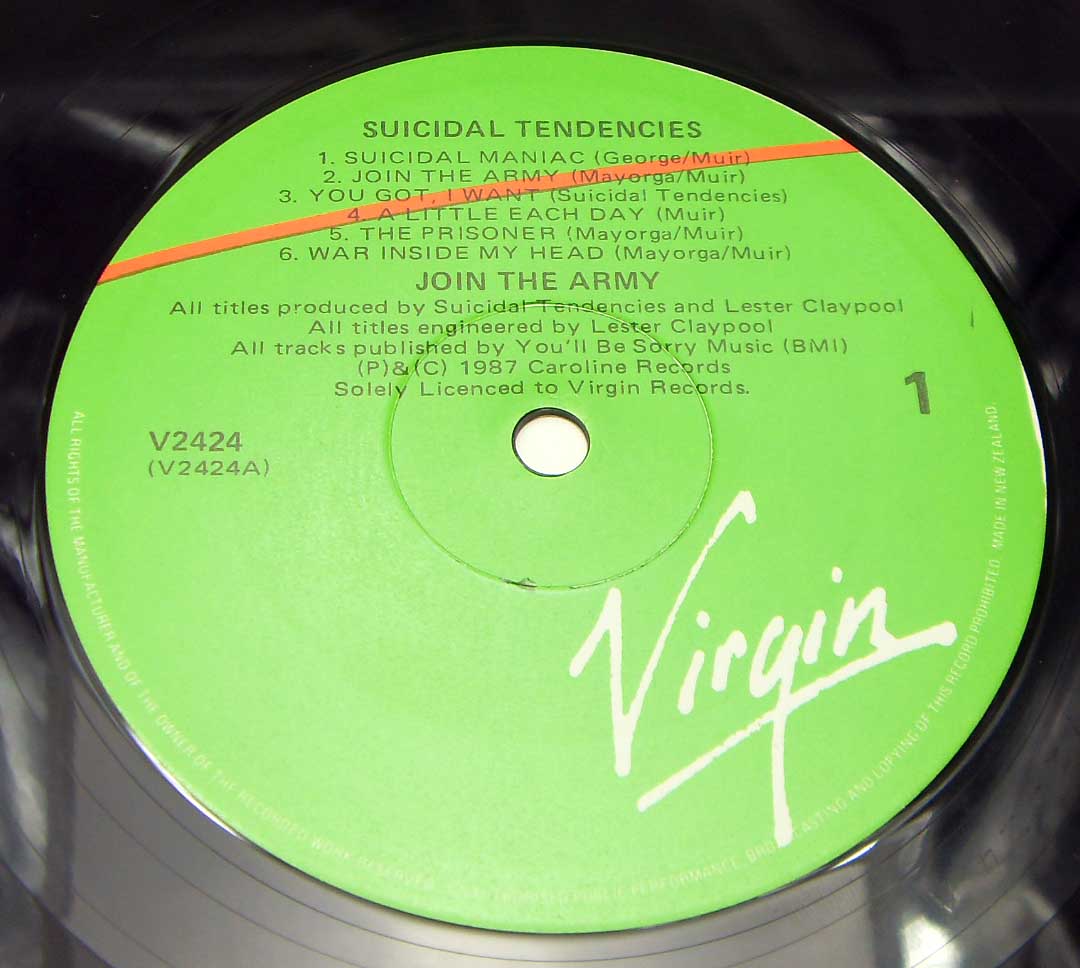 SUICIDAL TENDENCIES
1. SUICIDAL MANIAC (George/Muir)
2. JOIN THE ARMY (Mayorga/Muir)
3. YOU GOT, I WANT (Suicidal Tendencies)
4. A LITTLE EACH DAY (Muir)
5. THE PRISONER (Mayorga/Muir)
6. WAR INSIDE MY HEAD (Mayorga/Muir)
JOIN THE ARMY
All titles produced by Suicidal Tendencies and Lester Claypool
All titles engineered by Lester Claypool
All tracks published by You'll Be Sorry Music (BMI)
(P)&(C) 1987 Caroline Records
Solely Licenced to Virgin Records.
1
V2424
(V2424A)
Virgin
ALL RIGHTS OF THE MANUFACTURER AND OF THE OWNER OF THE RECORDED WORK RESERVED PUBLIC PERFORMANCE BROADCASTING AND COPYING OF THIS RECORD PROHIBITED. MADE IN NEW ZEALAND.